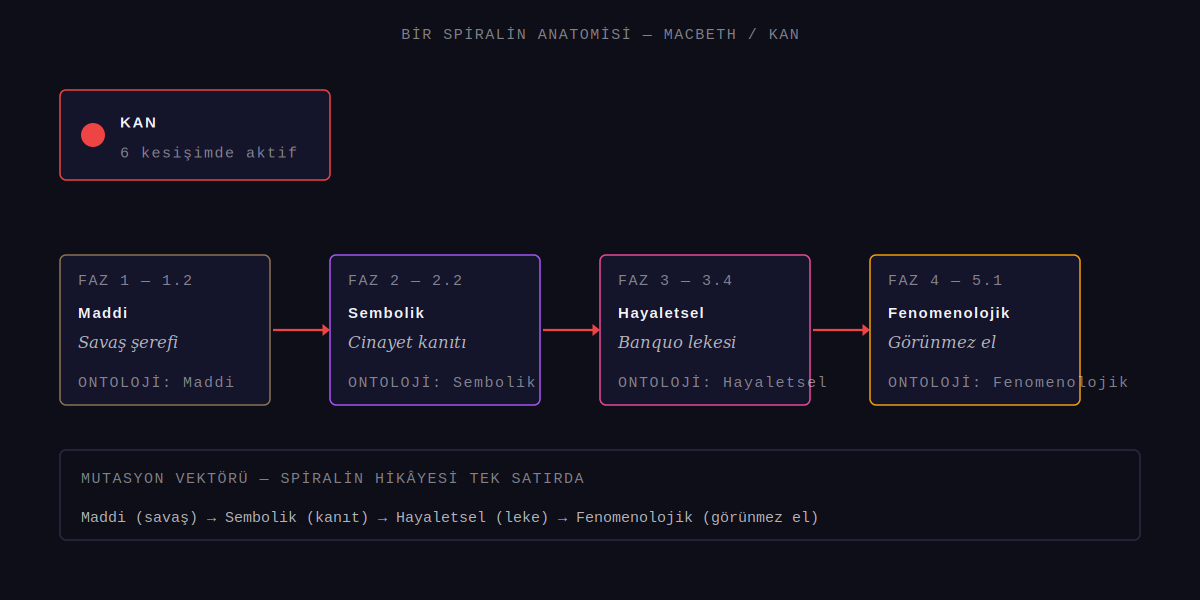 BİR SPİRALİN ANATOMİSİ — MACBETH / KAN
KAN
6 kesişimde aktif
FAZ 1 — 1.2
Maddi
Savaş şerefi
ONTOLOJİ: Maddi
FAZ 2 — 2.2
Sembolik
Cinayet kanıtı
ONTOLOJİ: Sembolik
FAZ 3 — 3.4
Hayaletsel
Banquo lekesi
ONTOLOJİ: Hayaletsel
FAZ 4 — 5.1
Fenomenolojik
Görünmez el
ONTOLOJİ: Fenomenolojik
MUTASYON VEKTÖRÜ — SPİRALİN HİKÂYESİ TEK SATIRDA
Maddi (savaş) → Sembolik (kanıt) → Hayaletsel (leke) → Fenomenolojik (görünmez el)